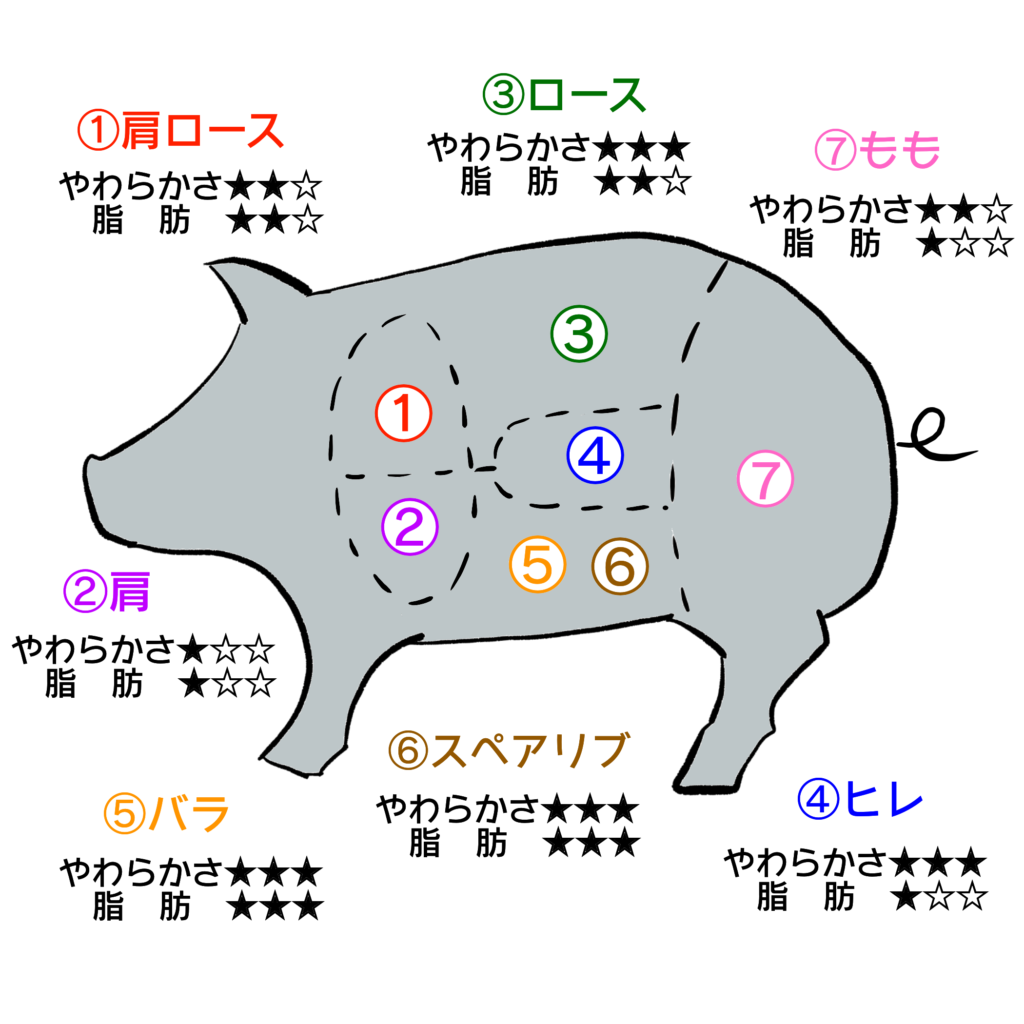 ①肩ロース
やわらかさ★★☆
脂　肪　★★☆
③ロース
やわらかさ★★★
脂　肪　★★☆
⑦もも
やわらかさ★★☆
脂　肪　★☆☆
③
①
④
⑦
②
⑤
⑥
②肩
やわらかさ★☆☆
脂　肪　★☆☆
⑥スペアリブ
やわらかさ★★★
脂　肪　★★★
⑤バラ
やわらかさ★★★
脂　肪　★★★
④ヒレ
やわらかさ★★★
脂　肪　★☆☆